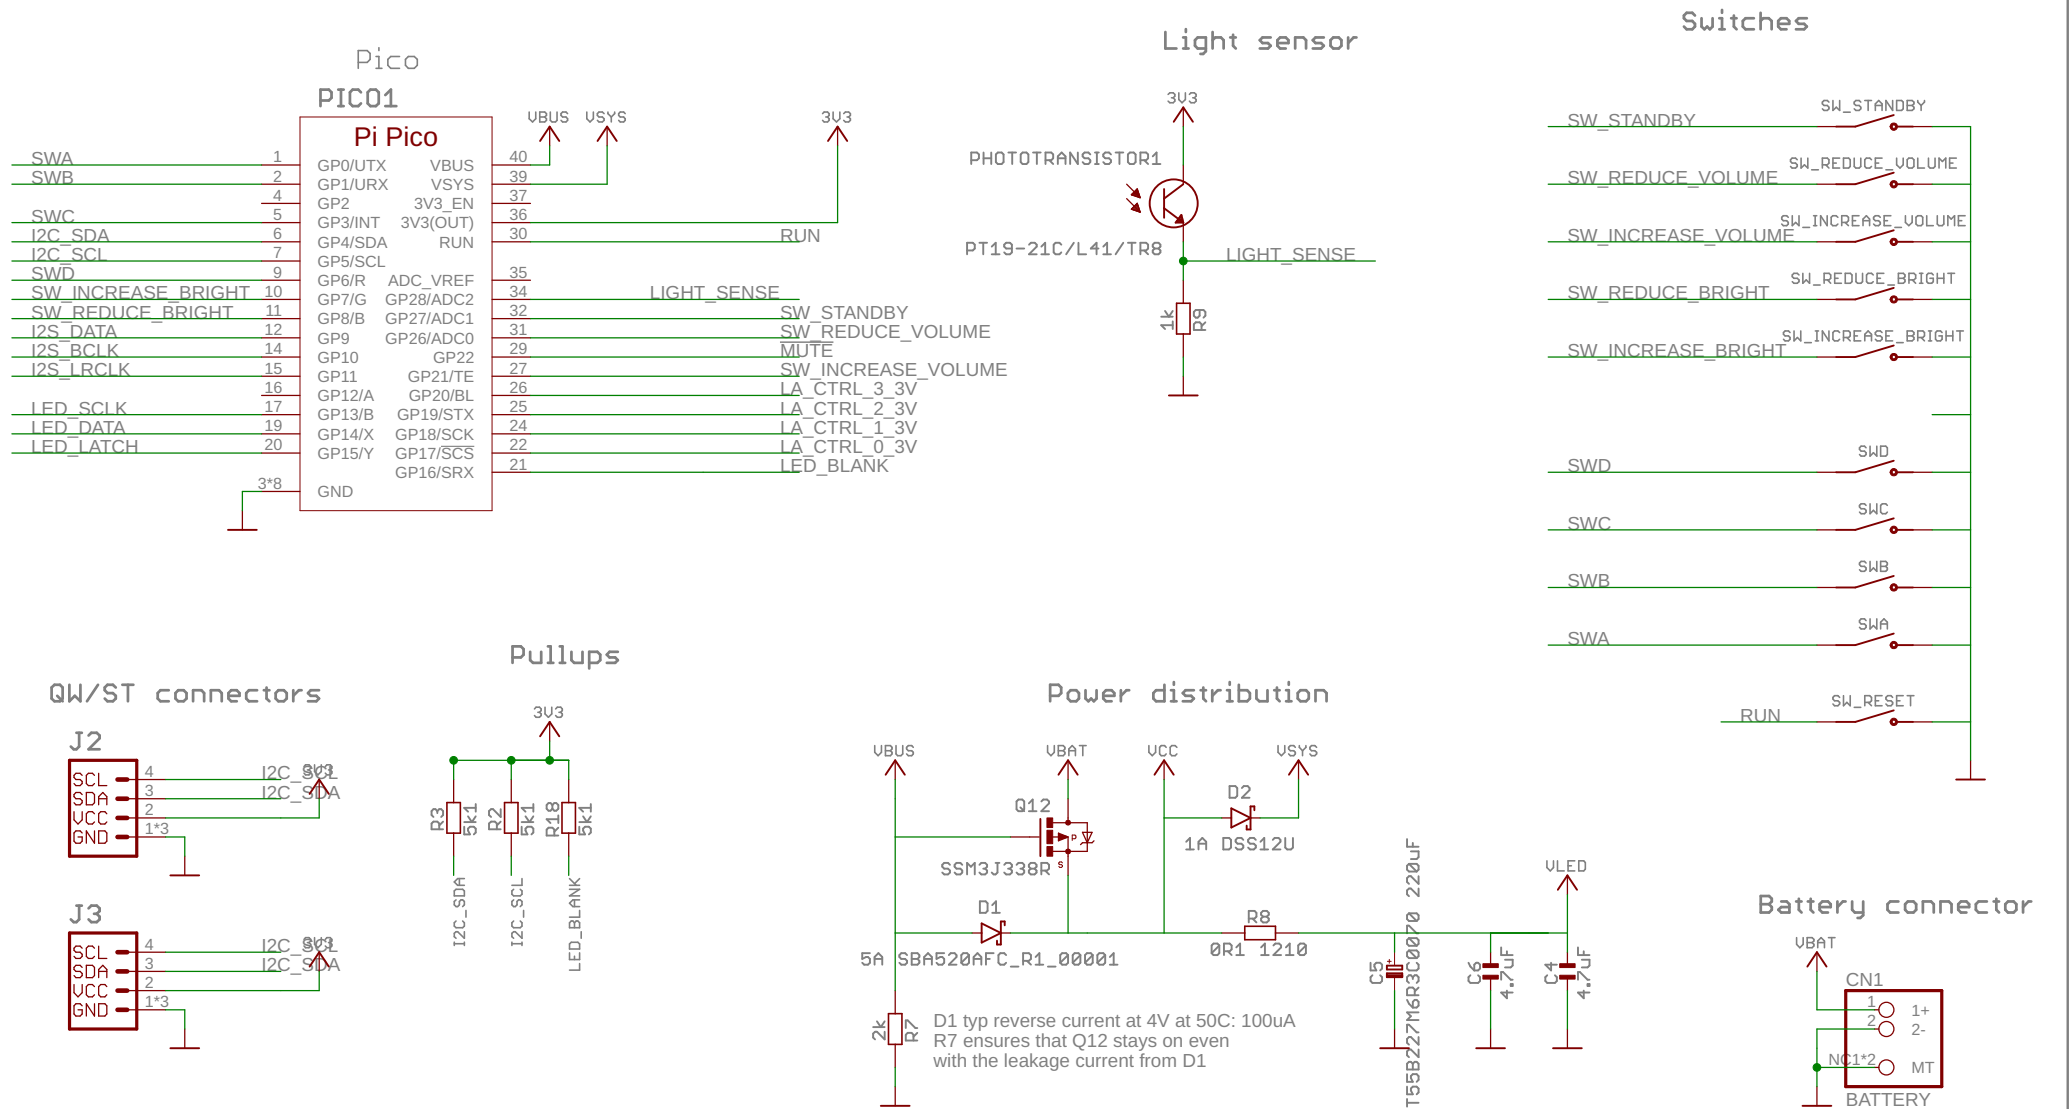 Pico
PICO1
Pi Pico
VBUS
VSYS
3V3
SWA
1
GP0/UTX
VBUS
40
SWB
2
GP1/URX
VSYS
39
4
GP2
3V3_EN
37
SWC
5
GP3/INT
3V3(OUT)
36
I2C_SDA
6
GP4/SDA
RUN
30
RUN
I2C_SCL
7
GP5/SCL
SWD
9
GP6/R
ADC_VREF
35
SW_INCREASE_BRIGHT
10
GP7/G
GP28/ADC2
34
LIGHT_SENSE
SW_REDUCE_BRIGHT
11
GP8/B
GP27/ADC1
32
SW_STANDBY
I2S_DATA
12
GP9
GP26/ADC0
31
SW_REDUCE_VOLUME
I2S_BCLK
14
GP10
GP22
29
MUTE
I2S_LRCLK
15
GP11
GP21/TE
27
SW_INCREASE_VOLUME
16
GP12/A
GP20/BL
26
LA_CTRL_3_3V
LED_SCLK
17
GP13/B
GP19/STX
25
LA_CTRL_2_3V
LED_DATA
19
GP14/X
GP18/SCK
24
LA_CTRL_1_3V
LED_LATCH
20
GP15/Y
GP17/SCS
22
LA_CTRL_0_3V
GP16/SRX
21
LED_BLANK
3*8
GND
Light sensor
3V3
PHOTOTRANSISTOR1
PT19-21C/L41/TR8
LIGHT_SENSE
1k
R9
Switches
SW_STANDBY
SW_STANDBY
SW_REDUCE_VOLUME
SW_REDUCE_VOLUME
SW_INCREASE_VOLUME
SW_INCREASE_VOLUME
SW_REDUCE_BRIGHT
SW_REDUCE_BRIGHT
SW_INCREASE_BRIGHT
SW_INCREASE_BRIGHT
SWD
SWD
SWC
SWC
SWB
SWB
SWA
SWA
RUN
SW_RESET
QW/ST connectors
J2
SCL
4
I2C_SCL
3V3
SDA
3
I2C_SDA
VCC
2
GND
1*3
J3
SCL
4
I2C_SCL
3V3
SDA
3
I2C_SDA
VCC
2
GND
1*3
Pullups
3V3
R3
5k1
R2
5k1
R18
5k1
I2C_SDA
I2C_SCL
LED_BLANK
Power distribution
VBUS
VBAT
VCC
VSYS
Q12
P
S
SSM3J338R
D2
1A DSS12U
D1
5A SBA520AFC_R1_00001
R8
0R1 1210
VLED
C5
T55B227M6R3C0070 220uF
C6
4.7uF
C4
4.7uF
2k
R7
D1 typ reverse current at 4V at 50C: 100uA
R7 ensures that Q12 stays on even
with the leakage current from D1
Battery connector
VBAT
CN1
1
1+
2
2-
NC1*2
MT
BATTERY